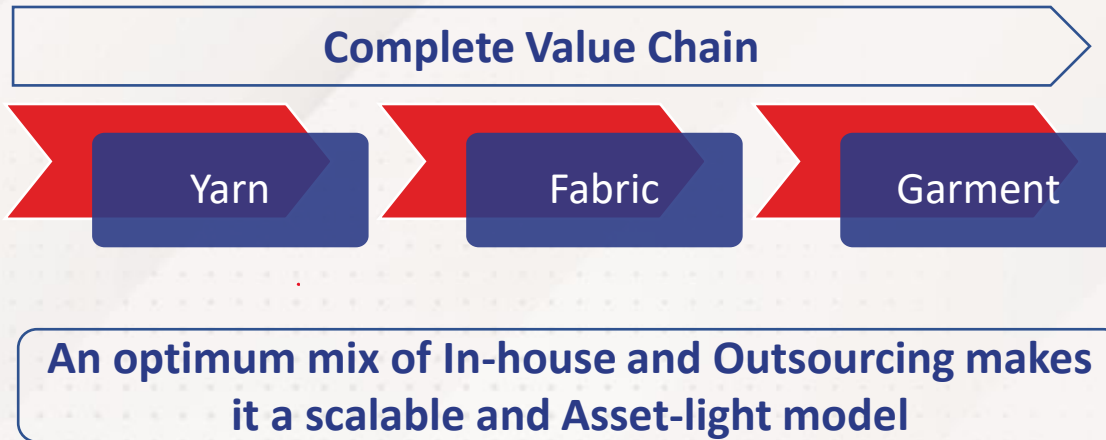 Complete Value Chain
Yarn
Fabric
Garment
An optimum mix of In-house and Outsourcing makes
it a scalable and Asset-light model